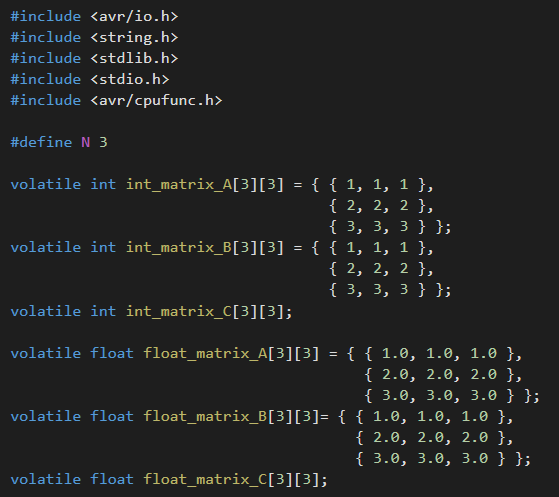 #include <avr/io.h>
#include <string.h>
#include <stdlib.h>
#include <stdio.h>
#include <avr/cpufunc.h>
#define N 3
volatile int int_matrix_A[3][3] = { { 1, 1, 1 },
{ 2, 2, 2 },
{ 3, 3, 3 } };
volatile int int_matrix_B[3][3] = { { 1, 1, 1 },
{ 2, 2, 2 },
{ 3, 3, 3 } };
volatile int int_matrix_C[3][3];
volatile float float_matrix_A[3][3] = { { 1.0, 1.0, 1.0 },
{ 2.0, 2.0, 2.0 },
{ 3.0, 3.0, 3.0 } };
volatile float float_matrix_B[3][3]= { { 1.0, 1.0, 1.0 },
{ 2.0, 2.0, 2.0 },
{ 3.0, 3.0, 3.0 } };
volatile float float_matrix_C[3][3];